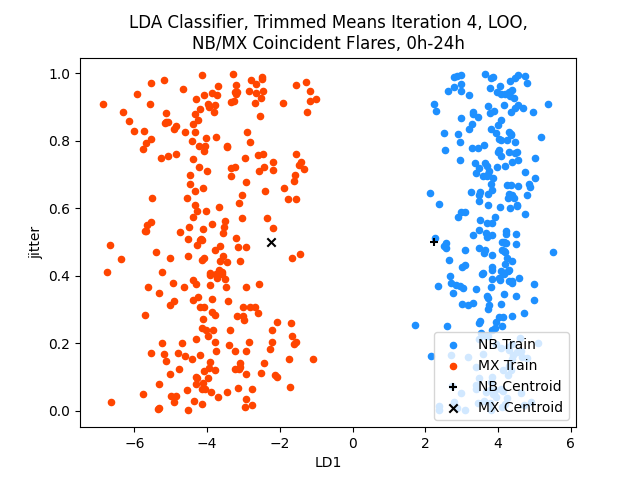 LDA Classifier, Trimmed Means Iteration 4, LOO,
NB/MX Coincident Flares, 0h-24h
1.0
0.8
0.6
0.4
0.2
0.0
jitter
−6
−4
−2
0
2
4
6
LD1
NB Train
MX Train
NB Centroid
MX Centroid